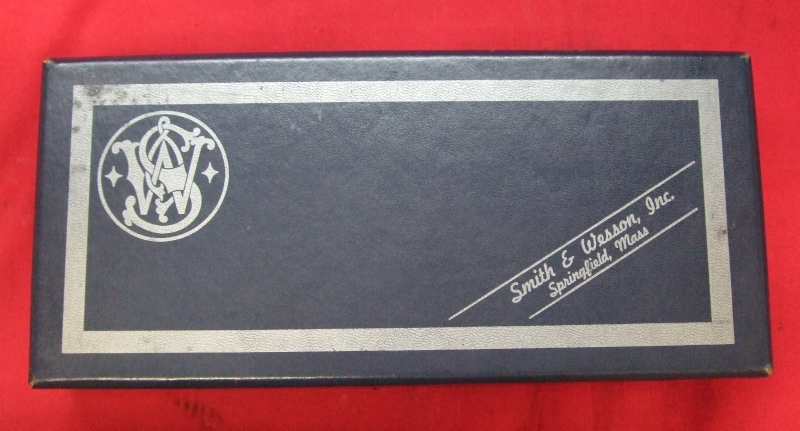 S&W
Smith & Wesson, Inc.
Springfield, Mass